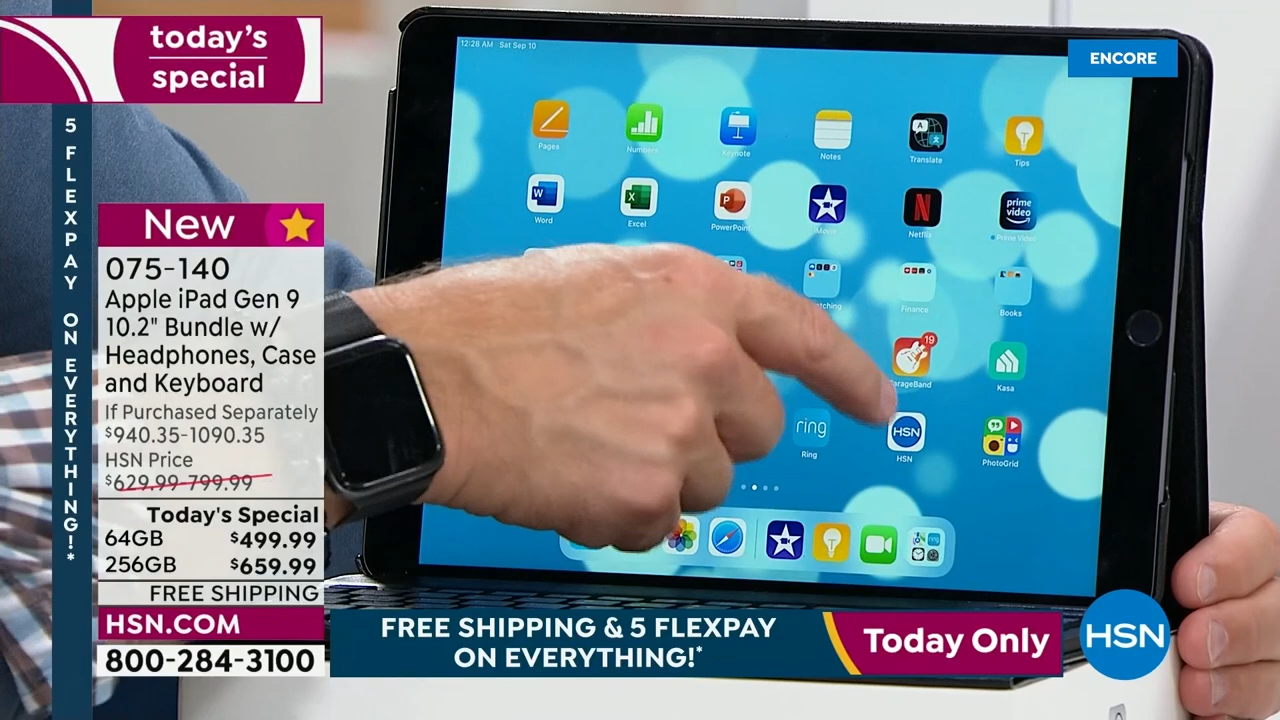 today's
special
5 FLEXPAY ON EVERYTHING!*
New
075-140
Apple iPad Gen 9
10.2" Bundle w/
Headphones, Case
and Keyboard
If Purchased Separately
$940.35-1090.35
HSN Price
$629.99-799.99
Today's Special
64GB $499.99
256GB $659.99
FREE SHIPPING
HSN.COM
800-284-3100
ENCORE
12:28 AM Sat Sep 10
Pages Numbers Keynote Notes Translate Tips
W X P N prime video
Word Excel PowerPoint iMovie Netflix Prime Video
Finance Books
19
GarageBand Kasa
ring HSN
Ring HSN PhotoGrid
FREE SHIPPING & 5 FLEXPAY
ON EVERYTHING!*
Today Only
HSN